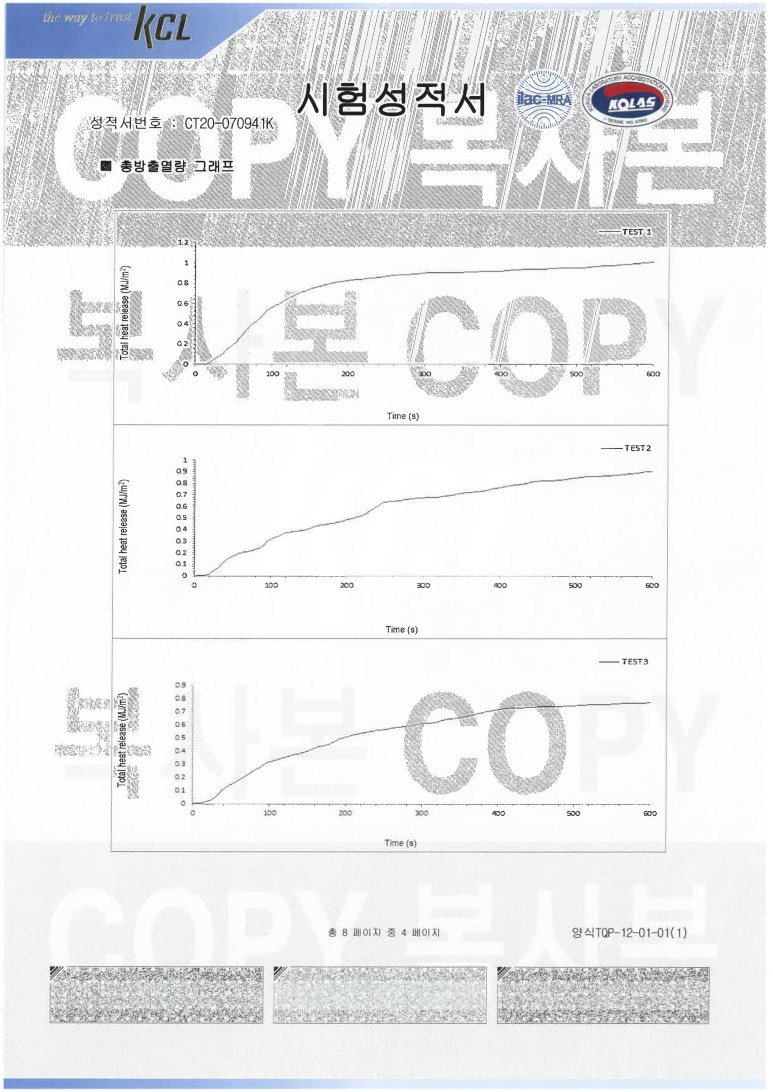 the way to trust KCL
시험성적서
ilac-MRA
KOLAS
성적서번호 : CT20-070941K
COPY 복사본
■ 총방출열량 그래프
TEST 1
Total heat release (MJ/m²)
1.2
1
0.8
0.6
0.4
0.2
0
0 100 200 300 400 500 600
Time (s)
복사본 COPY
TEST2
Total heat release (MJ/m²)
1
0.9
0.8
0.7
0.6
0.5
0.4
0.3
0.2
0.1
0
0 100 200 300 400 500 600
Time (s)
TEST3
Total heat release (MJ/m²)
0.9
0.8
0.7
0.6
0.5
0.4
0.3
0.2
0.1
0
0 100 200 300 400 500 600
Time (s)
복사본 COPY
COPY 복사본
총 8 페이지 중 4 페이지
양식TQP-12-01-01(1)